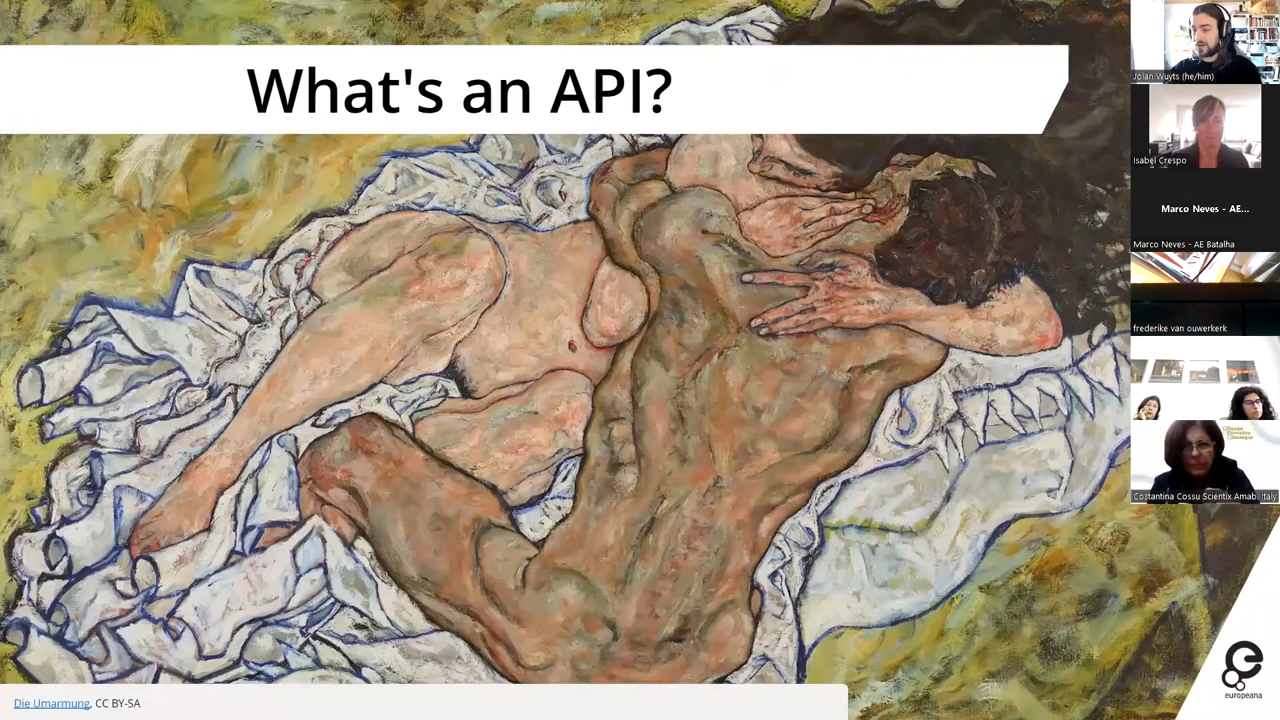 What's an API?
Die Umarmung, CC BY-SA
europeana
Jolan Wuyts (he/him)
Isabel Crespo
Marco Neves - AE...
Marco Neves - AE Batalha
frederike van ouwerkerk
Costantina Cossu Scientix Amab. Italy